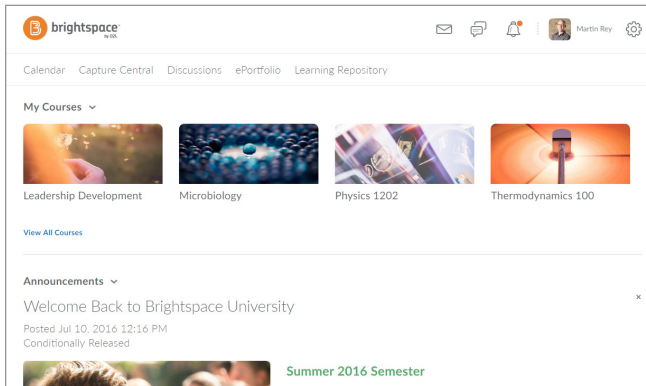 brightspace
by D2L
Martin Rey
Calendar Capture Central Discussions ePortfolio Learning Repository
My Courses
Leadership Development Microbiology Physics 1202 Thermodynamics 100
View All Courses
Announcements
Welcome Back to Brightspace University
Posted Jul 10, 2016 12:16 PM
Conditionally Released
Summer 2016 Semester